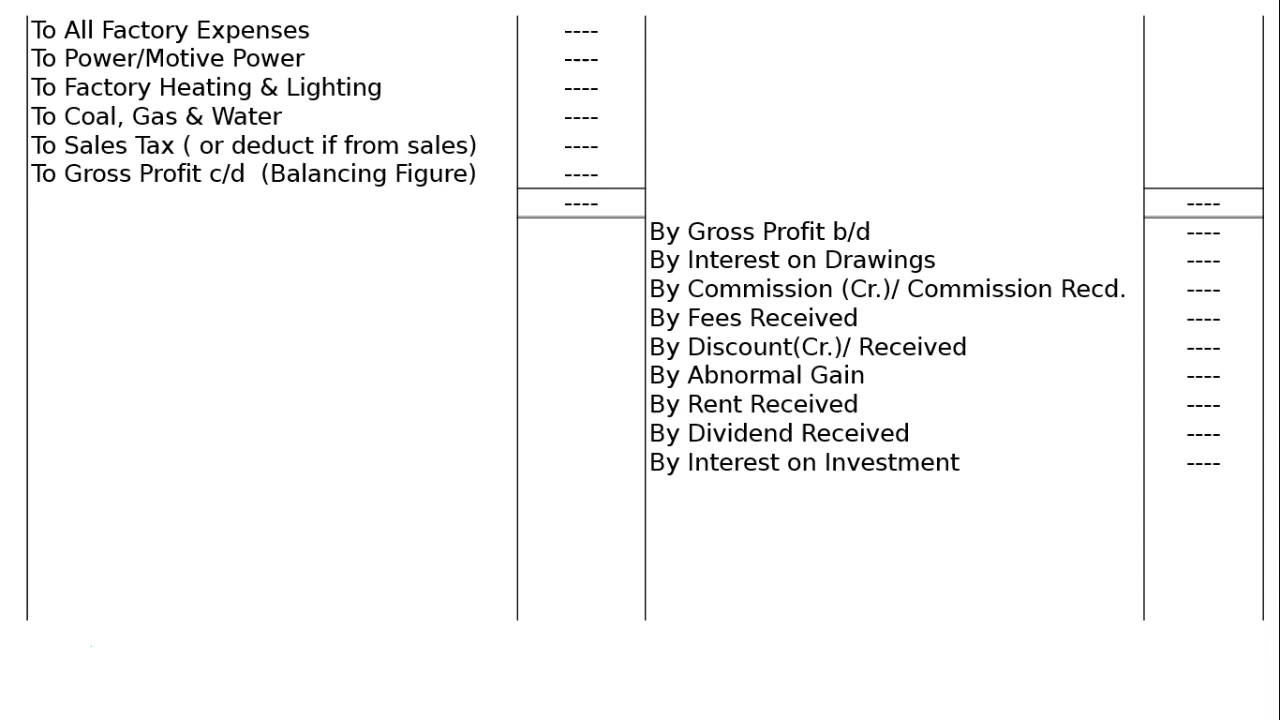 To All Factory Expenses ----
To Power/Motive Power ----
To Factory Heating & Lighting ----
To Coal, Gas & Water ----
To Sales Tax ( or deduct if from sales) ----
To Gross Profit c/d  (Balancing Figure) ----
---- ----
By Gross Profit b/d ----
By Interest on Drawings ----
By Commission (Cr.)/ Commission Recd. ----
By Fees Received ----
By Discount(Cr.)/ Received ----
By Abnormal Gain ----
By Rent Received ----
By Dividend Received ----
By Interest on Investment ----